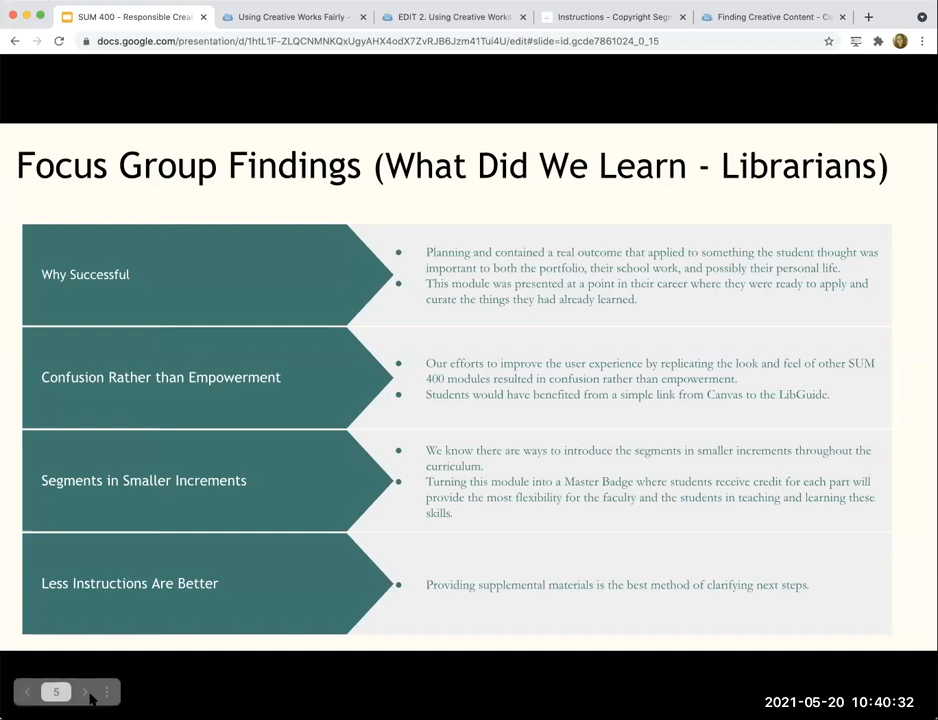 SUM 400 - Responsible Crea
Using Creative Works Fairly -
EDIT 2. Using Creative Works
Instructions - Copyright Segm
Finding Creative Content - Co
docs.google.com/presentation/d/1htL1F-ZLQCNMNKQxUgyAHX4odX7ZvRJB6Jzm41Tui4U/edit#slide=id.gcde7861024_0_15
Focus Group Findings (What Did We Learn - Librarians)
Why Successful
● Planning and contained a real outcome that applied to something the student thought was
important to both the portfolio, their school work, and possibly their personal life.
● This module was presented at a point in their career where they were ready to apply and
curate the things they had already learned.
Confusion Rather than Empowerment
● Our efforts to improve the user experience by replicating the look and feel of other SUM
400 modules resulted in confusion rather than empowerment.
● Students would have benefited from a simple link from Canvas to the LibGuide.
Segments in Smaller Increments
● We know there are ways to introduce the segments in smaller increments throughout the
curriculum.
● Turning this module into a Master Badge where students receive credit for each part will
provide the most flexibility for the faculty and the students in teaching and learning these
skills.
Less Instructions Are Better
● Providing supplemental materials is the best method of clarifying next steps.
5
2021-05-20 10:40:32